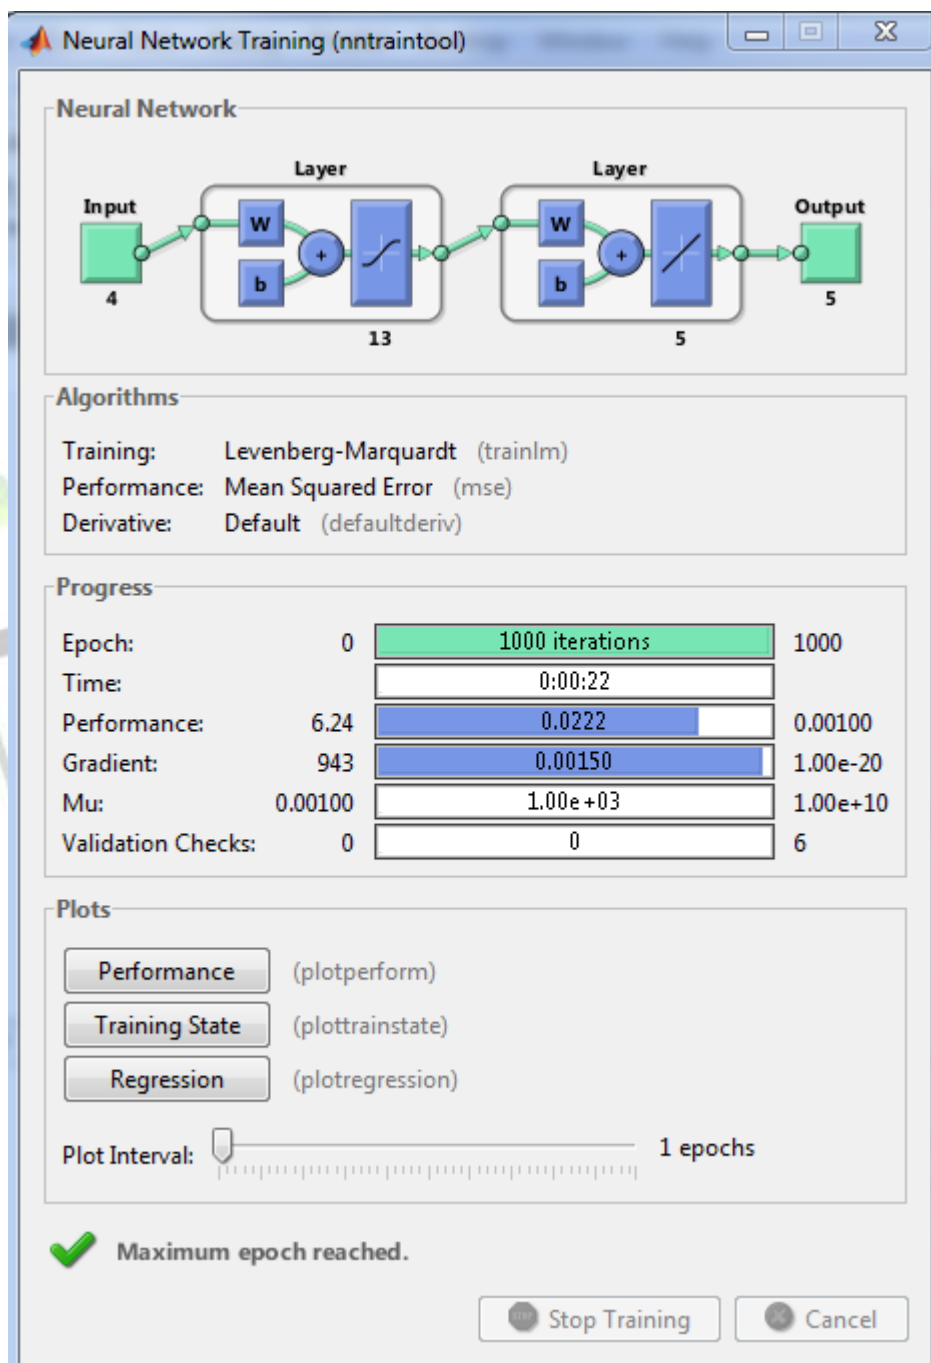 Neural Network Training (nntraintool)
Neural Network
Layer Layer
Input Output
W W
+ +
b b
4 5
13 5
Algorithms
Training: Levenberg-Marquardt (trainlm)
Performance: Mean Squared Error (mse)
Derivative: Default (defaultderiv)
Progress
Epoch: 0 1000 iterations 1000
Time: 0:00:22
Performance: 6.24 0.0222 0.00100
Gradient: 943 0.00150 1.00e-20
Mu: 0.00100 1.00e+03 1.00e+10
Validation Checks: 0 0 6
Plots
Performance (plotperform)
Training State (plottrainstate)
Regression (plotregression)
Plot Interval: 1 epochs
Maximum epoch reached.
Stop Training Cancel